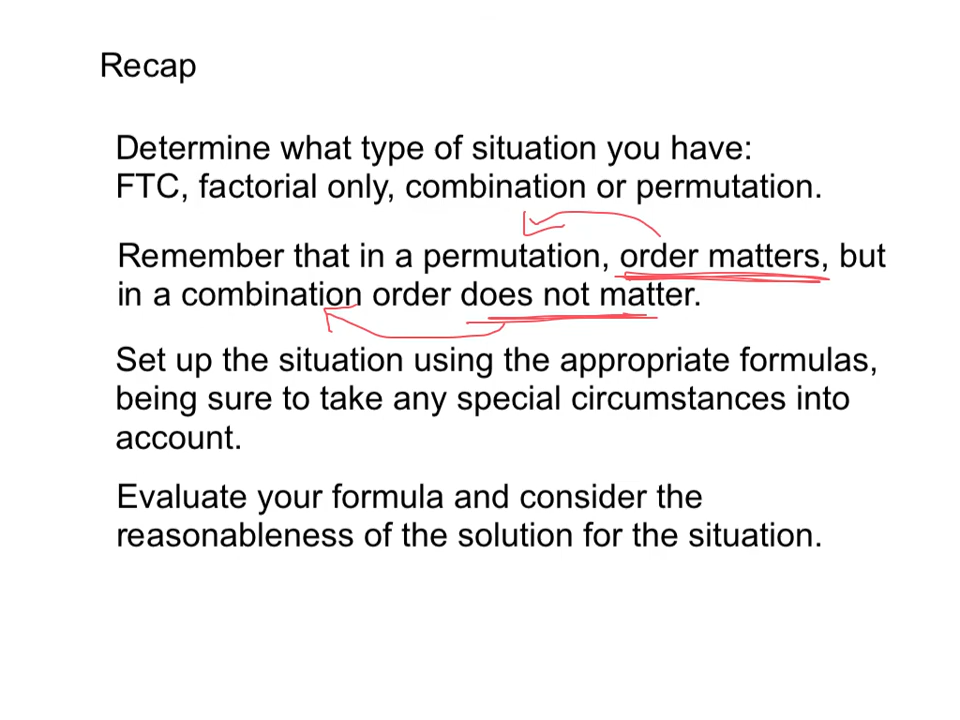 Recap
Determine what type of situation you have:
FTC, factorial only, combination or permutation.
Remember that in a permutation, order matters, but
in a combination order does not matter.
Set up the situation using the appropriate formulas,
being sure to take any special circumstances into
account.
Evaluate your formula and consider the
reasonableness of the solution for the situation.